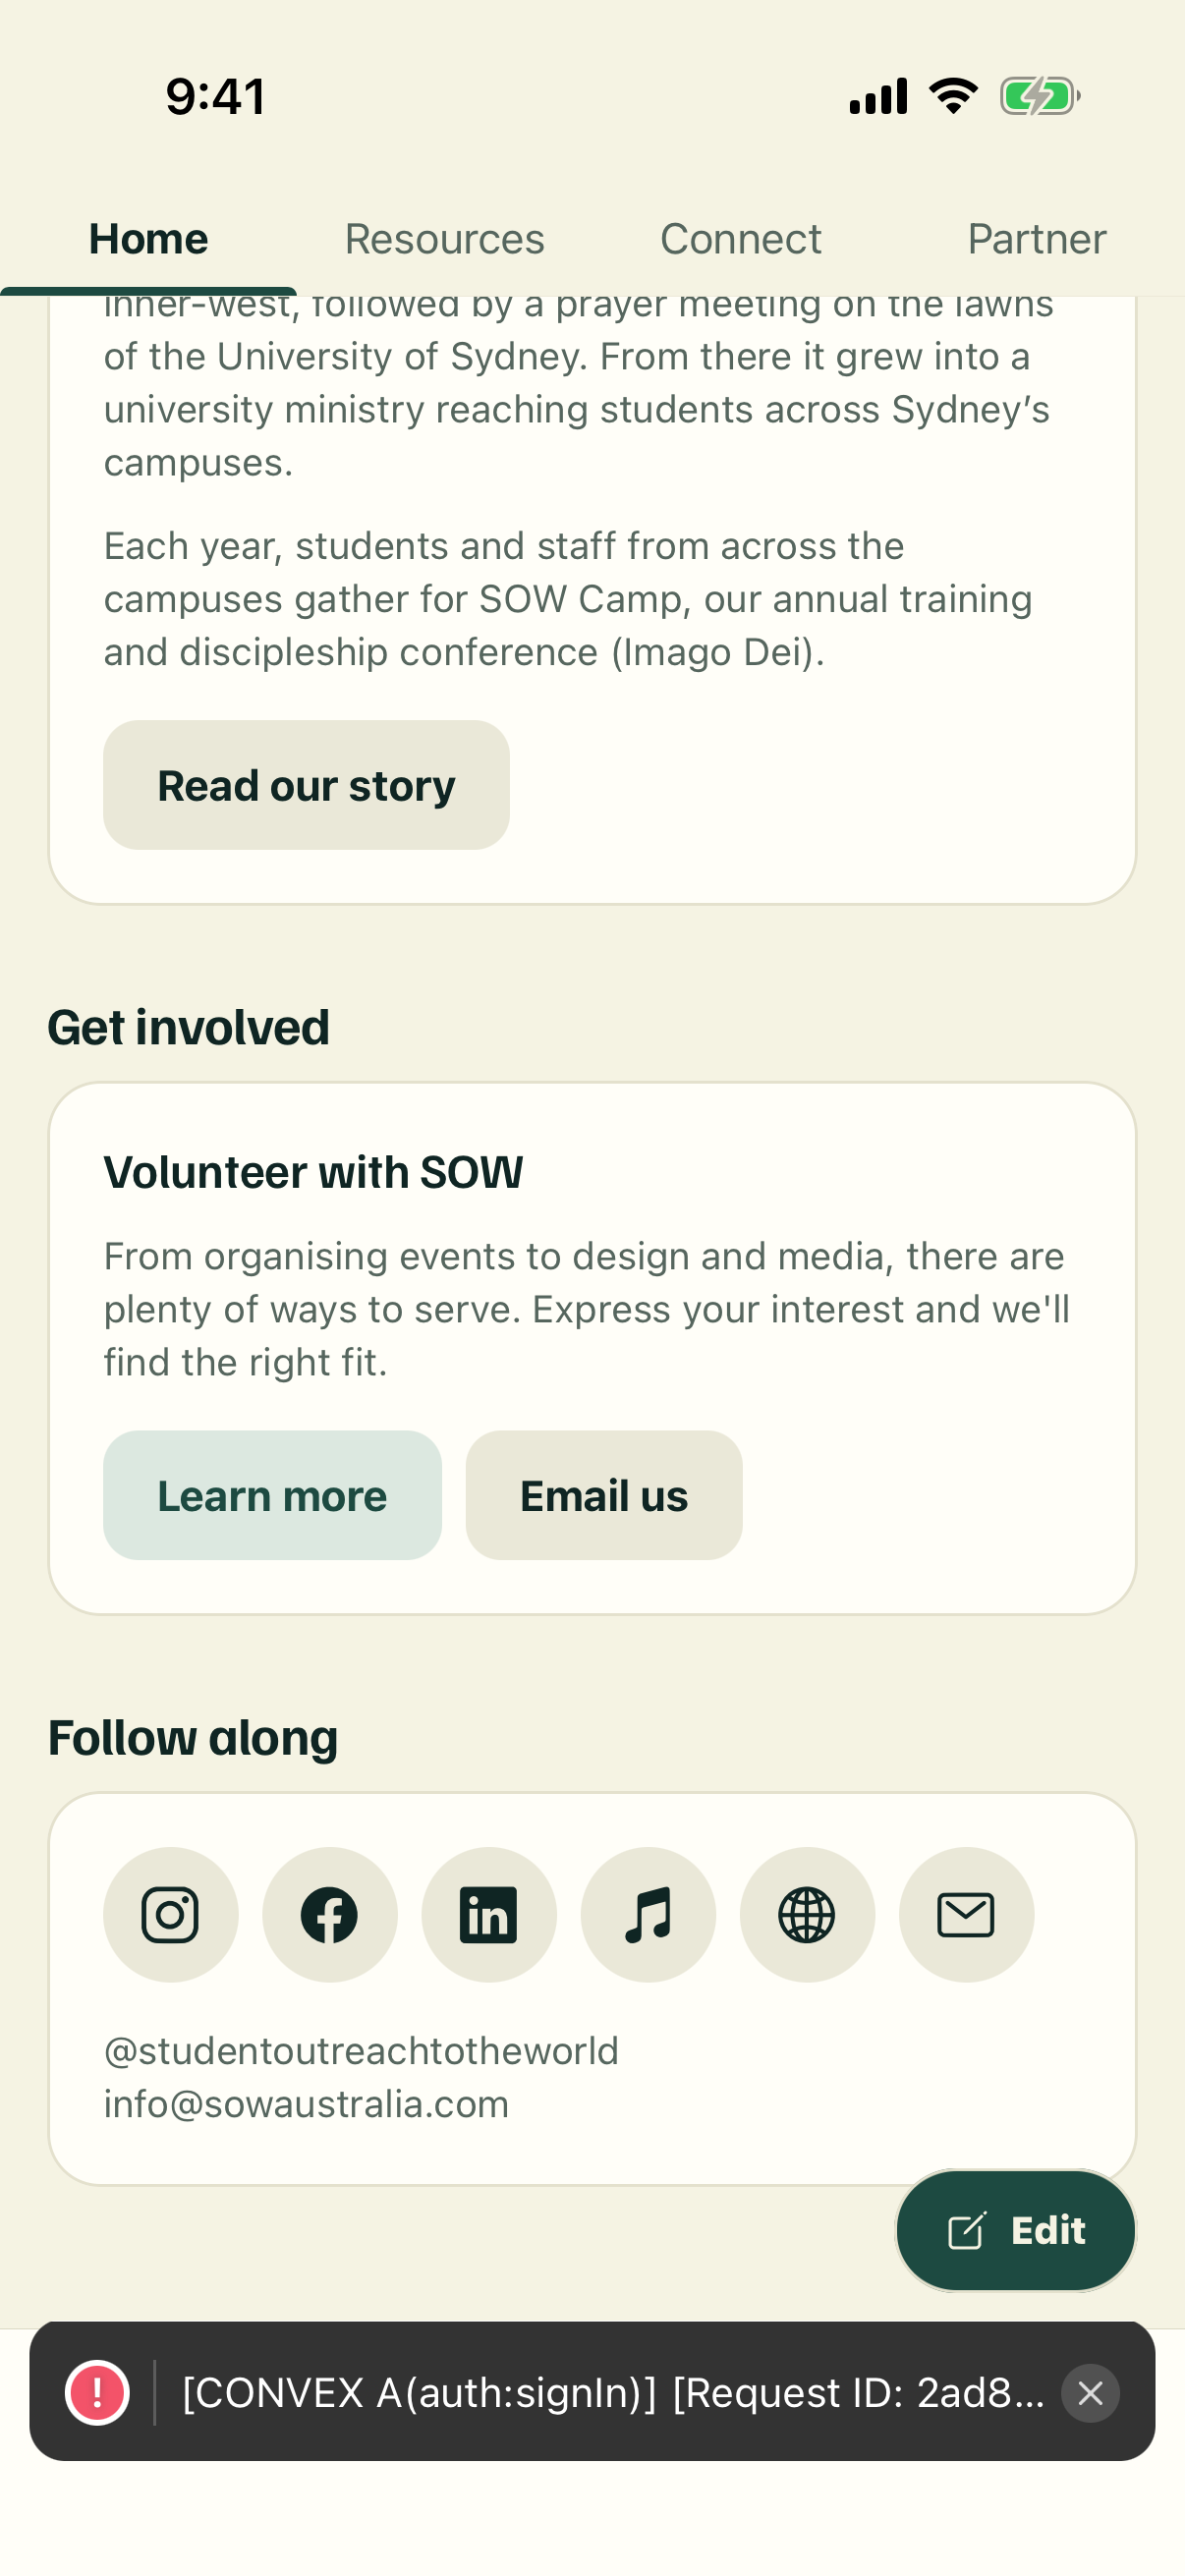 9:41
Home Resources Connect Partner
inner-west, followed by a prayer meeting on the lawns
of the University of Sydney. From there it grew into a
university ministry reaching students across Sydney’s
campuses.
Each year, students and staff from across the
campuses gather for SOW Camp, our annual training
and discipleship conference (Imago Dei).
Read our story
Get involved
Volunteer with SOW
From organising events to design and media, there are
plenty of ways to serve. Express your interest and we'll
find the right fit.
Learn more Email us
Follow along
@studentoutreachtotheworld
info@sowaustralia.com
Edit
[CONVEX A(auth:signIn)] [Request ID: 2ad8...